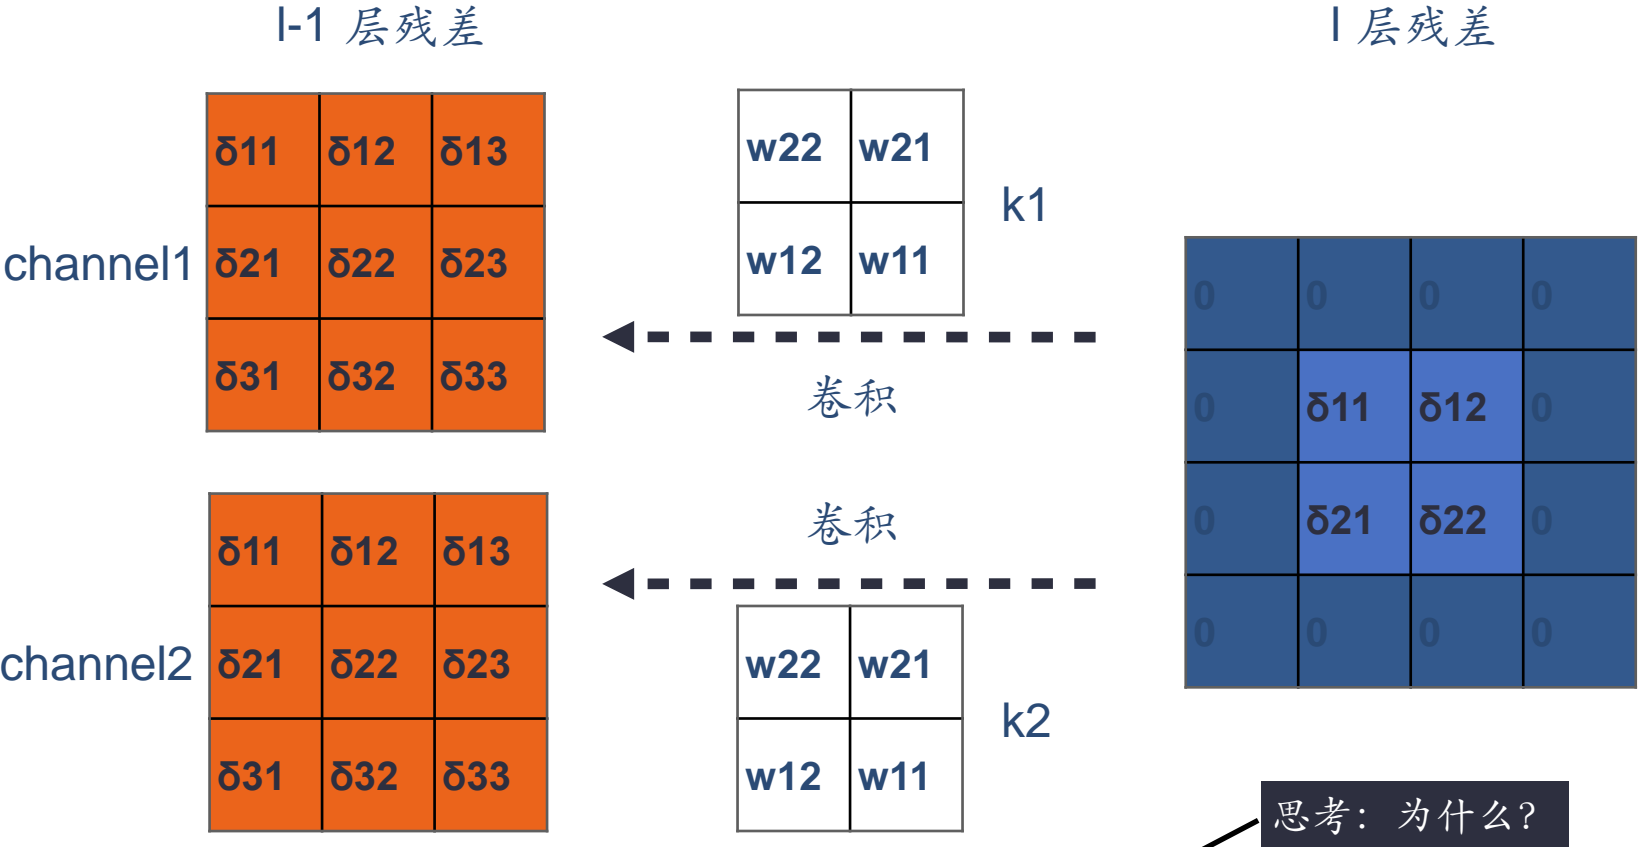 l-1 层残差
l 层残差
channel1
δ11 δ12 δ13
δ21 δ22 δ23
δ31 δ32 δ33
w22 w21
w12 w11
k1
卷积
0 0 0 0
0 δ11 δ12 0
0 δ21 δ22 0
0 0 0 0
channel2
δ11 δ12 δ13
δ21 δ22 δ23
δ31 δ32 δ33
卷积
w22 w21
w12 w11
k2
思考：为什么？